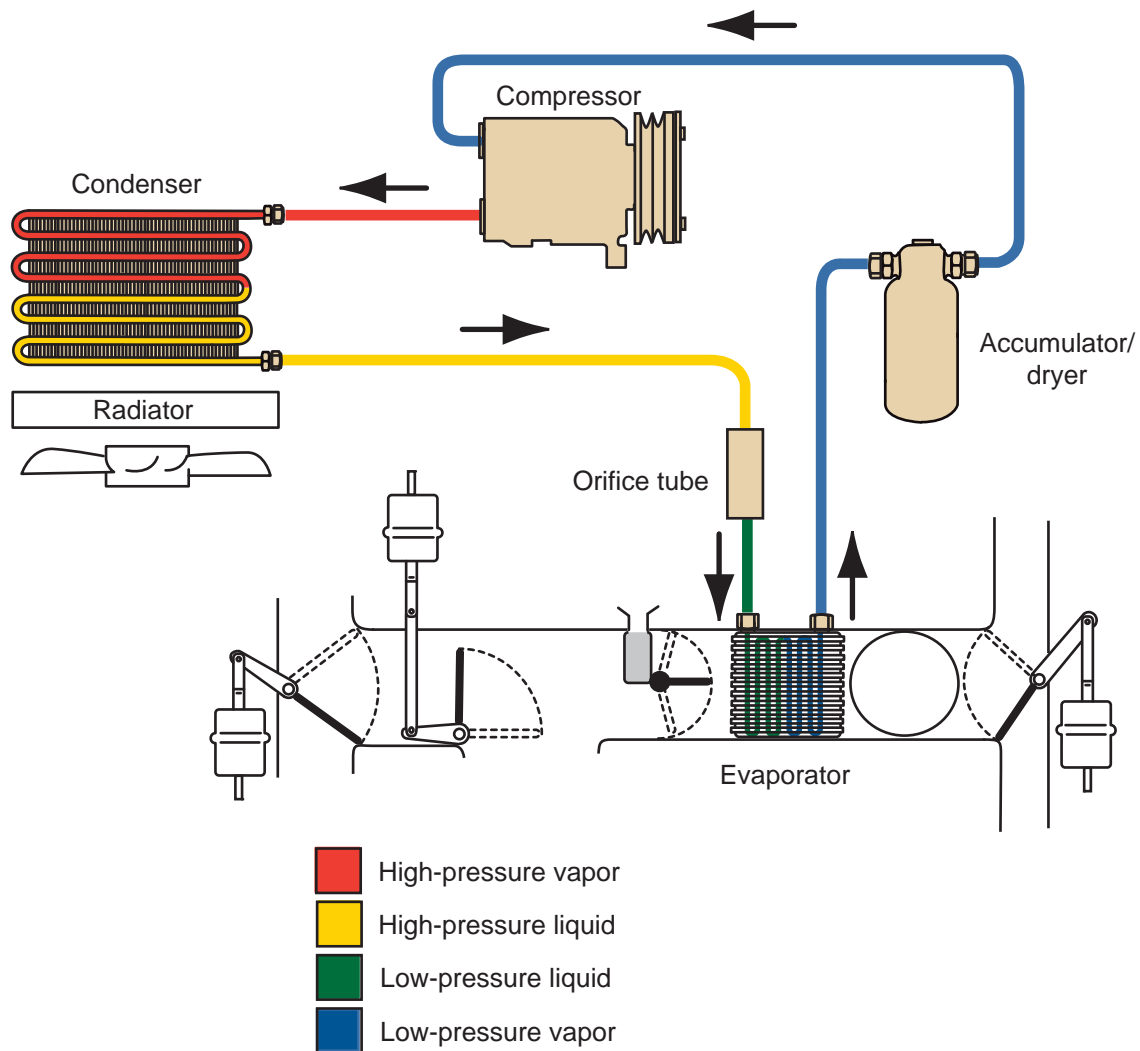 Compressor
Condenser
Accumulator/
dryer
Radiator
Orifice tube
Evaporator
High-pressure vapor
High-pressure liquid
Low-pressure liquid
Low-pressure vapor